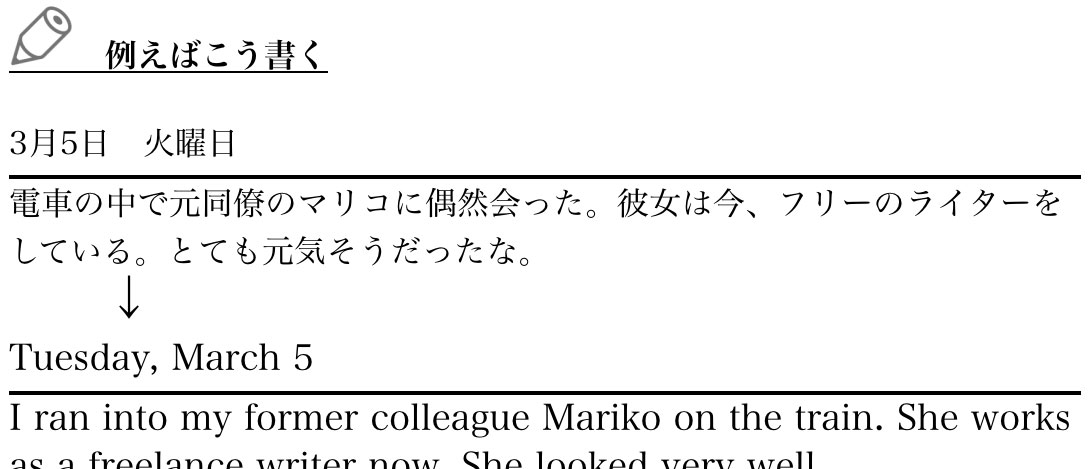 例えばこう書く
3月5日　火曜日
電車の中で元同僚のマリコに偶然会った。彼女は今、フリーのライターを
している。とても元気そうだったな。
↓
Tuesday, March 5
I ran into my former colleague Mariko on the train. She works
as a freelance writer now. She looked very well.